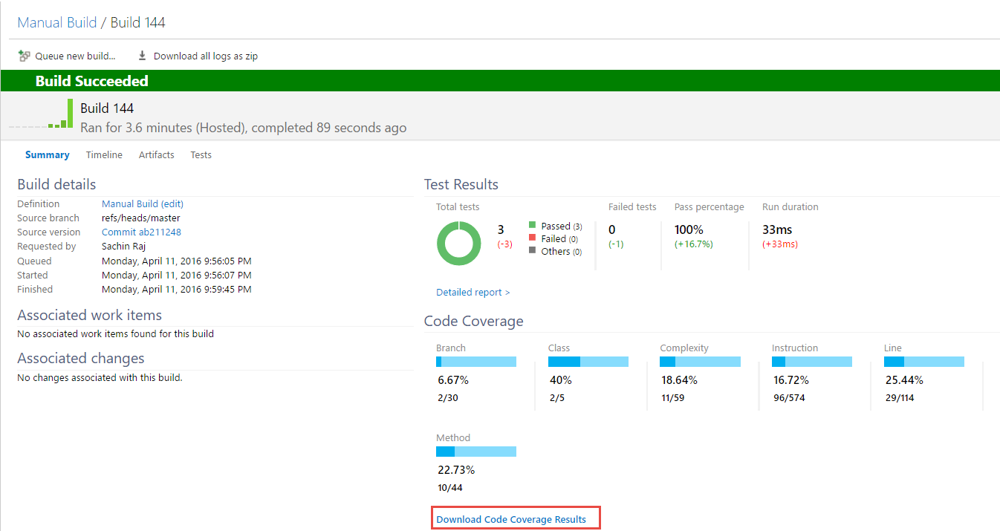 Manual Build / Build 144
Queue new build... Download all logs as zip
Build Succeeded
Build 144
Ran for 3.6 minutes (Hosted), completed 89 seconds ago
Summary Timeline Artifacts Tests
Build details
Definition Manual Build (edit)
Source branch refs/heads/master
Source version Commit ab211248
Requested by Sachin Raj
Queued Monday, April 11, 2016 9:56:05 PM
Started Monday, April 11, 2016 9:56:07 PM
Finished Monday, April 11, 2016 9:59:45 PM
Associated work items
No associated work items found for this build
Associated changes
No changes associated with this build.
Test Results
Total tests Failed tests Pass percentage Run duration
3 Passed (3) 0 100% 33ms
(-3) Failed (0) (-1) (+16.7%) (+33ms)
Others (0)
Detailed report >
Code Coverage
Branch Class Complexity Instruction Line
6.67% 40% 18.64% 16.72% 25.44%
2/30 2/5 11/59 96/574 29/114
Method
22.73%
10/44
Download Code Coverage Results